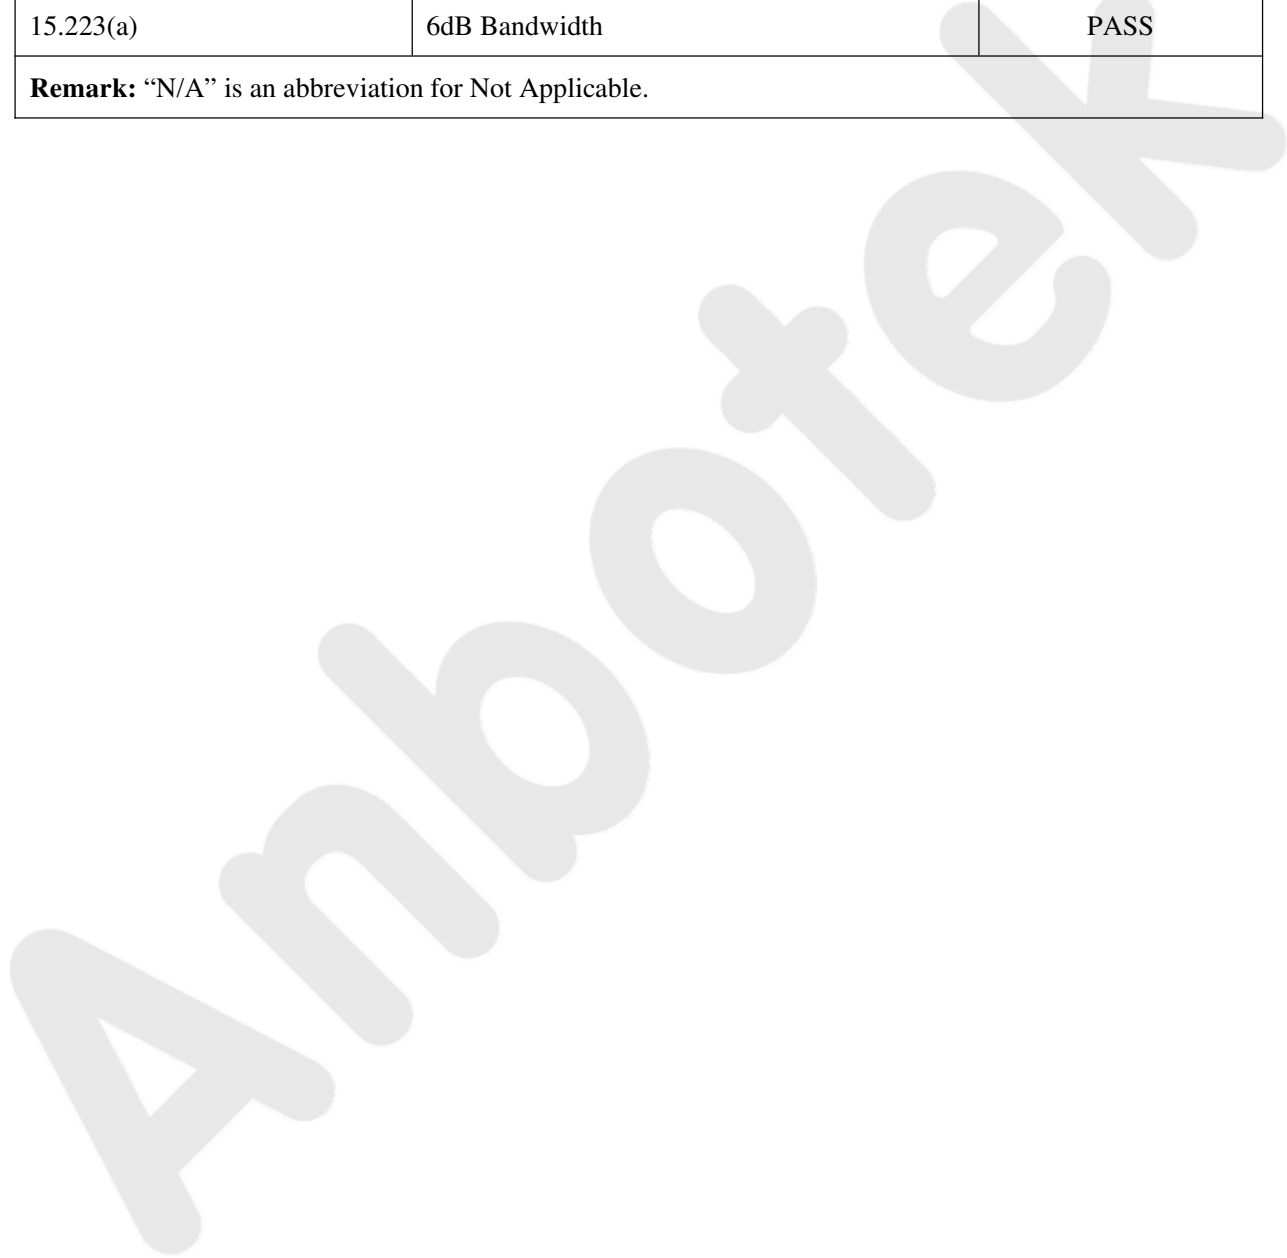 15.223(a) 6dB Bandwidth PASS
Remark: “N/A” is an abbreviation for Not Applicable.
Anbotek